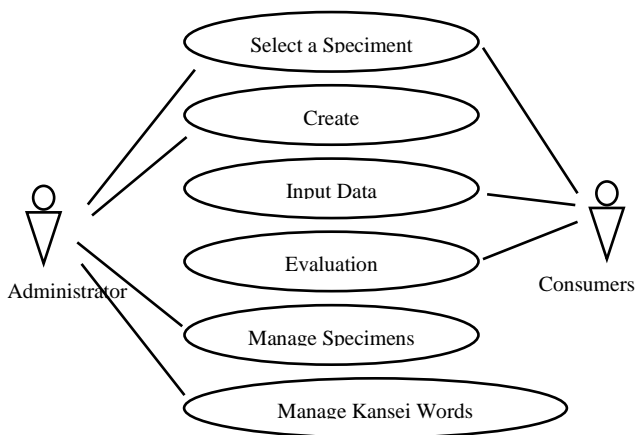 Select a Speciment
Create
Input Data
Evaluation
Administrator
Consumers
Manage Specimens
Manage Kansei Words